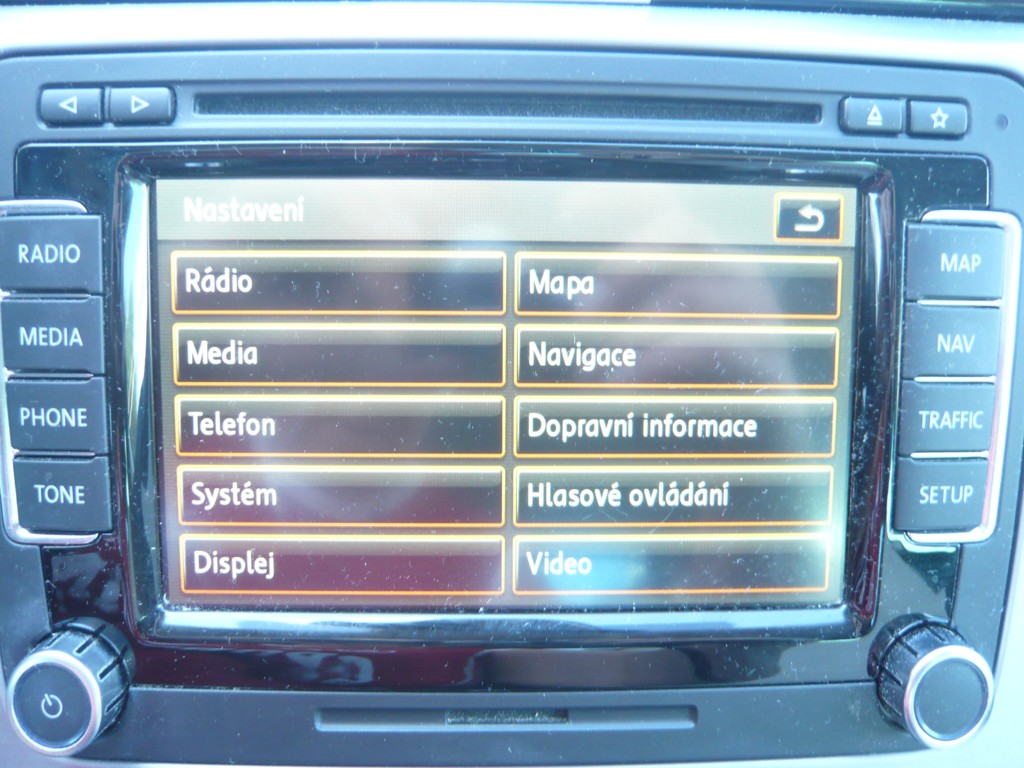 Nastavení
RADIO
MEDIA
PHONE
TONE
Rádio
Media
Telefon
Systém
Displej
Mapa
Navigace
Dopravní informace
Hlasové ovládání
Video
MAP
NAV
TRAFFIC
SETUP